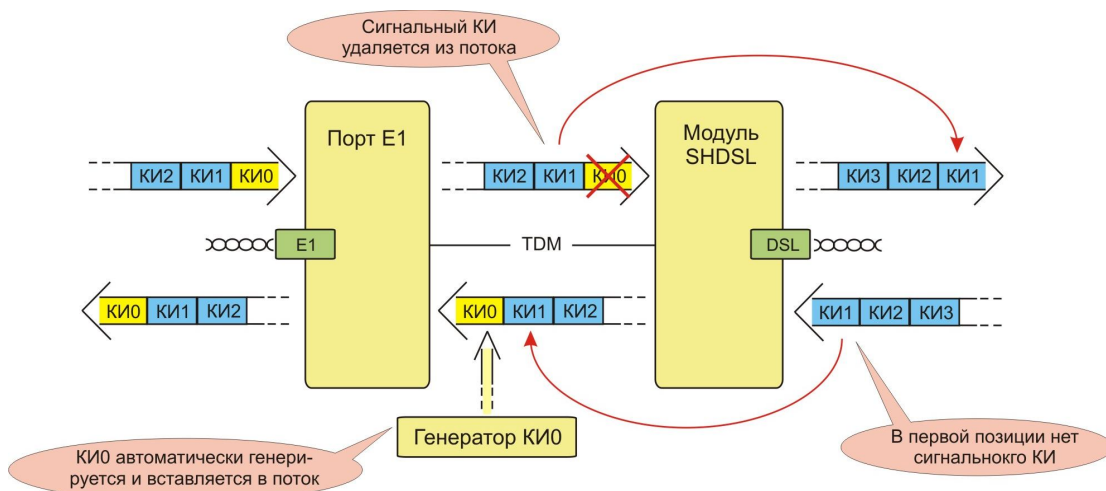 Сигнальный КИ
удаляется из потока
Порт E1
Модуль
SHDSL
КИ2 КИ1 КИ0
КИ2 КИ1 КИ0
КИ3 КИ2 КИ1
E1
TDM
DSL
КИ0 КИ1 КИ2
КИ0 КИ1 КИ2
КИ1 КИ2 КИ3
Генератор КИ0
КИ0 автоматически генери-
руется и вставляется в поток
В первой позиции нет
сигнальнокго КИ